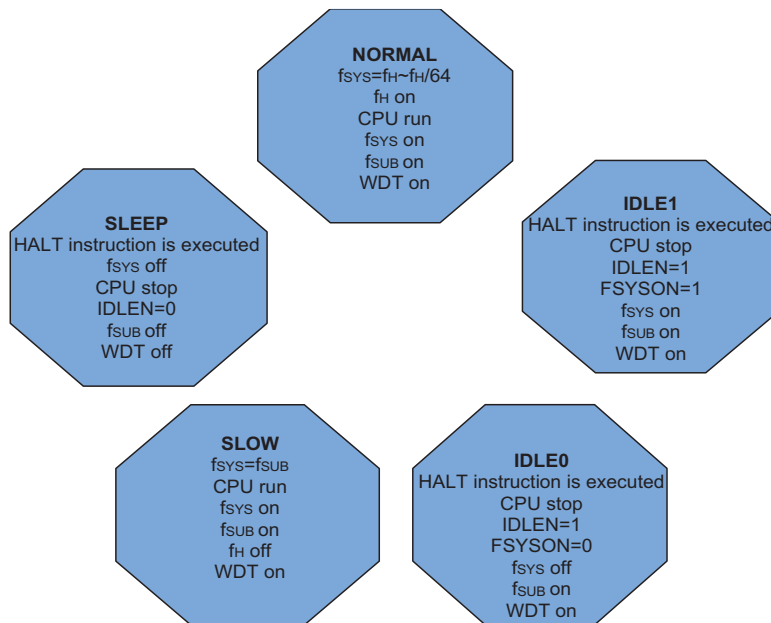 NORMAL
fSYS=fH~fH/64
fH on
CPU run
fSYS on
fSUB on
WDT on
SLEEP
HALT instruction is executed
fSYS off
CPU stop
IDLEN=0
fSUB off
WDT off
IDLE1
HALT instruction is executed
CPU stop
IDLEN=1
FSYSON=1
fSYS on
fSUB on
WDT on
SLOW
fSYS=fSUB
CPU run
fSYS on
fSUB on
fH off
WDT on
IDLE0
HALT instruction is executed
CPU stop
IDLEN=1
FSYSON=0
fSYS off
fSUB on
WDT on